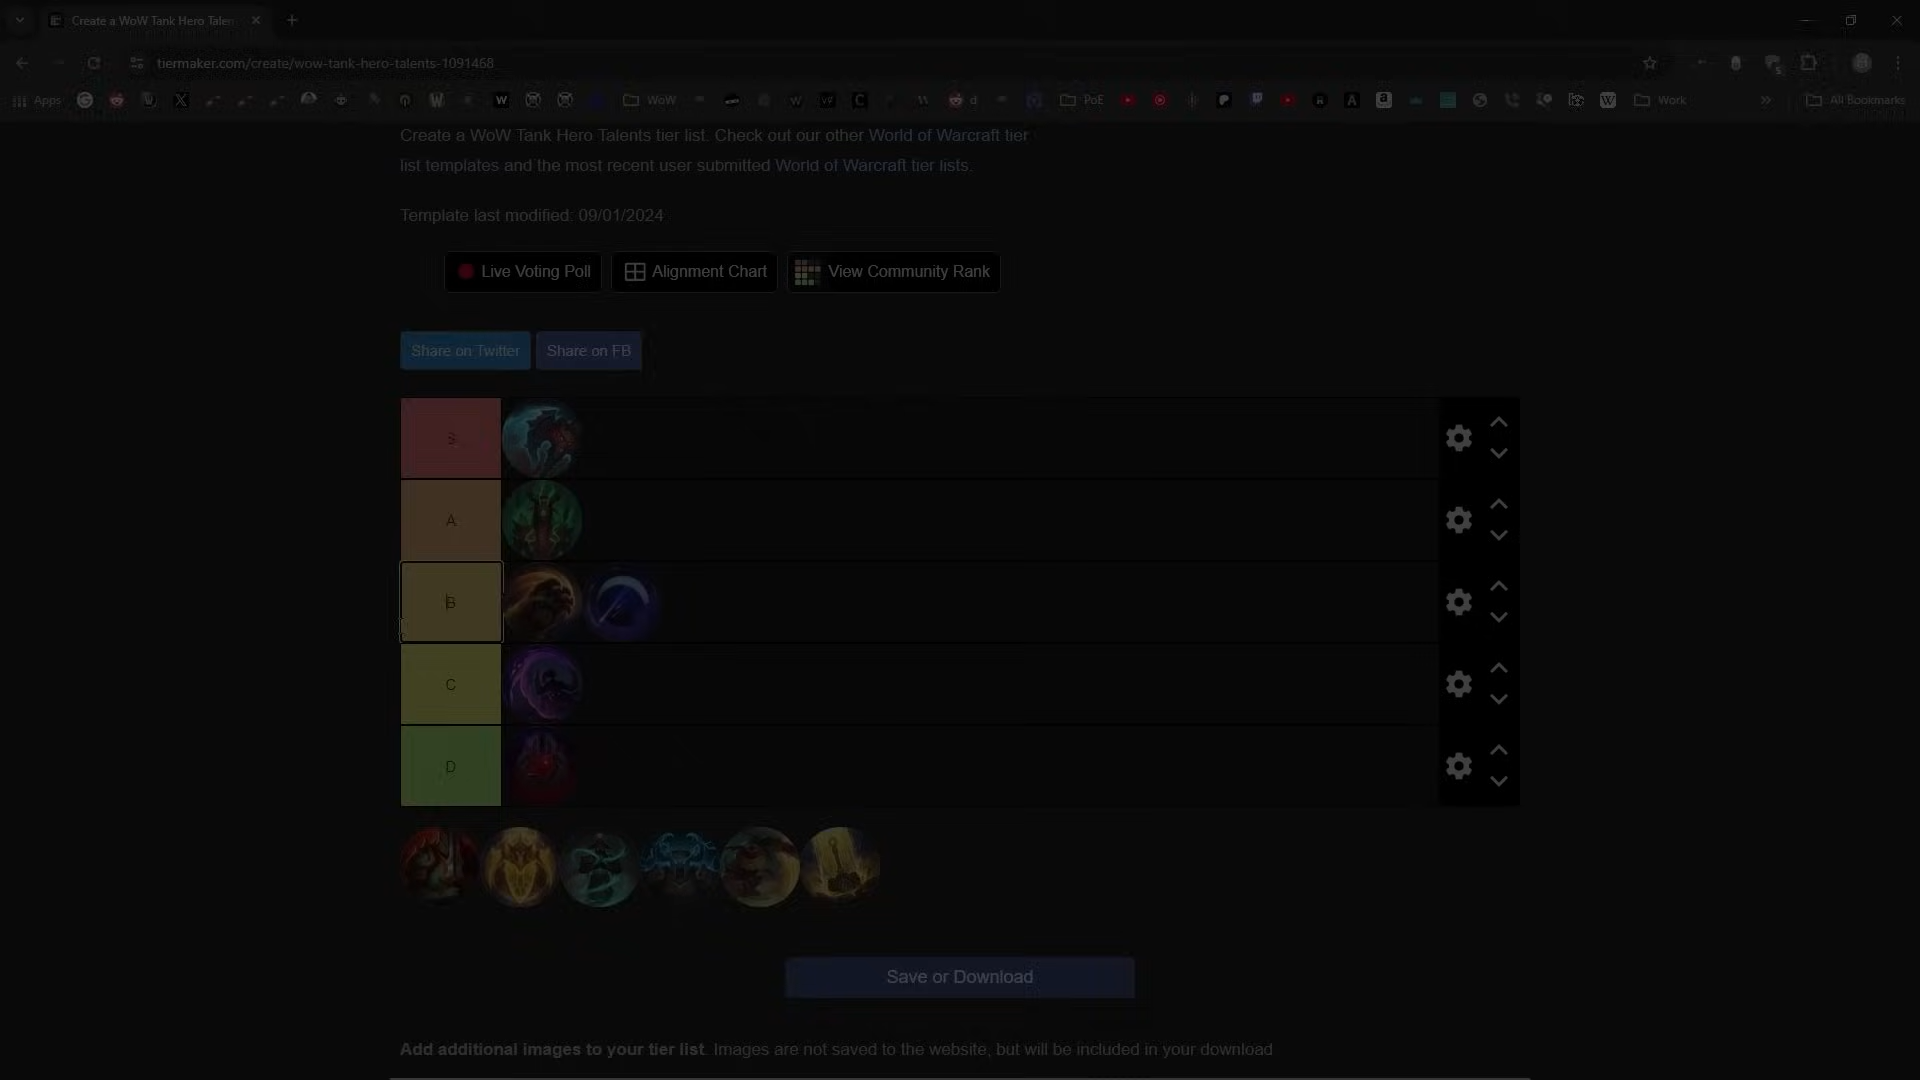 Create a WoW Tank Hero Talen
tiermaker.com/create/wow-tank-hero-talents-1091468
Apps
WoW
d
PoE
Work
All Bookmarks
Create a WoW Tank Hero Talents tier list. Check out our other World of Warcraft tier
list templates and the most recent user submitted World of Warcraft tier lists.
Template last modified: 09/01/2024
Live Voting Poll
Alignment Chart
View Community Rank
Share on Twitter
Share on FB
S
A
B
C
D
Save or Download
Add additional images to your tier list. Images are not saved to the website, but will be included in your download